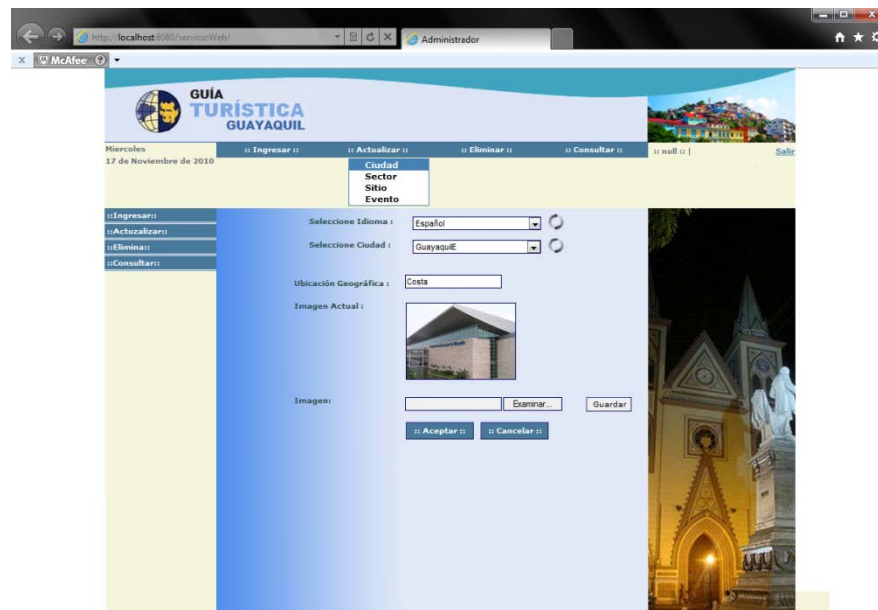 http://localhost:8080/servicioWeb/
Administrador
x McAfee
GUÍA
TURÍSTICA
GUAYAQUIL
Miercoles
17 de Noviembre de 2010
:: Ingresar :: :: Actualizar :: :: Eliminar :: :: Consultar :: :: null :: | Salir
Ciudad
Sector
Sitio
Evento
::Ingresar::
::Actuzalizar::
::Elimina::
::Consultar::
Seleccione Idioma : Español
Seleccione Ciudad : GuayaquilE
Ubicación Geográfica : Costa
Imagen Actual :
Imagen: Examinar... Guardar
:: Aceptar :: :: Cancelar ::